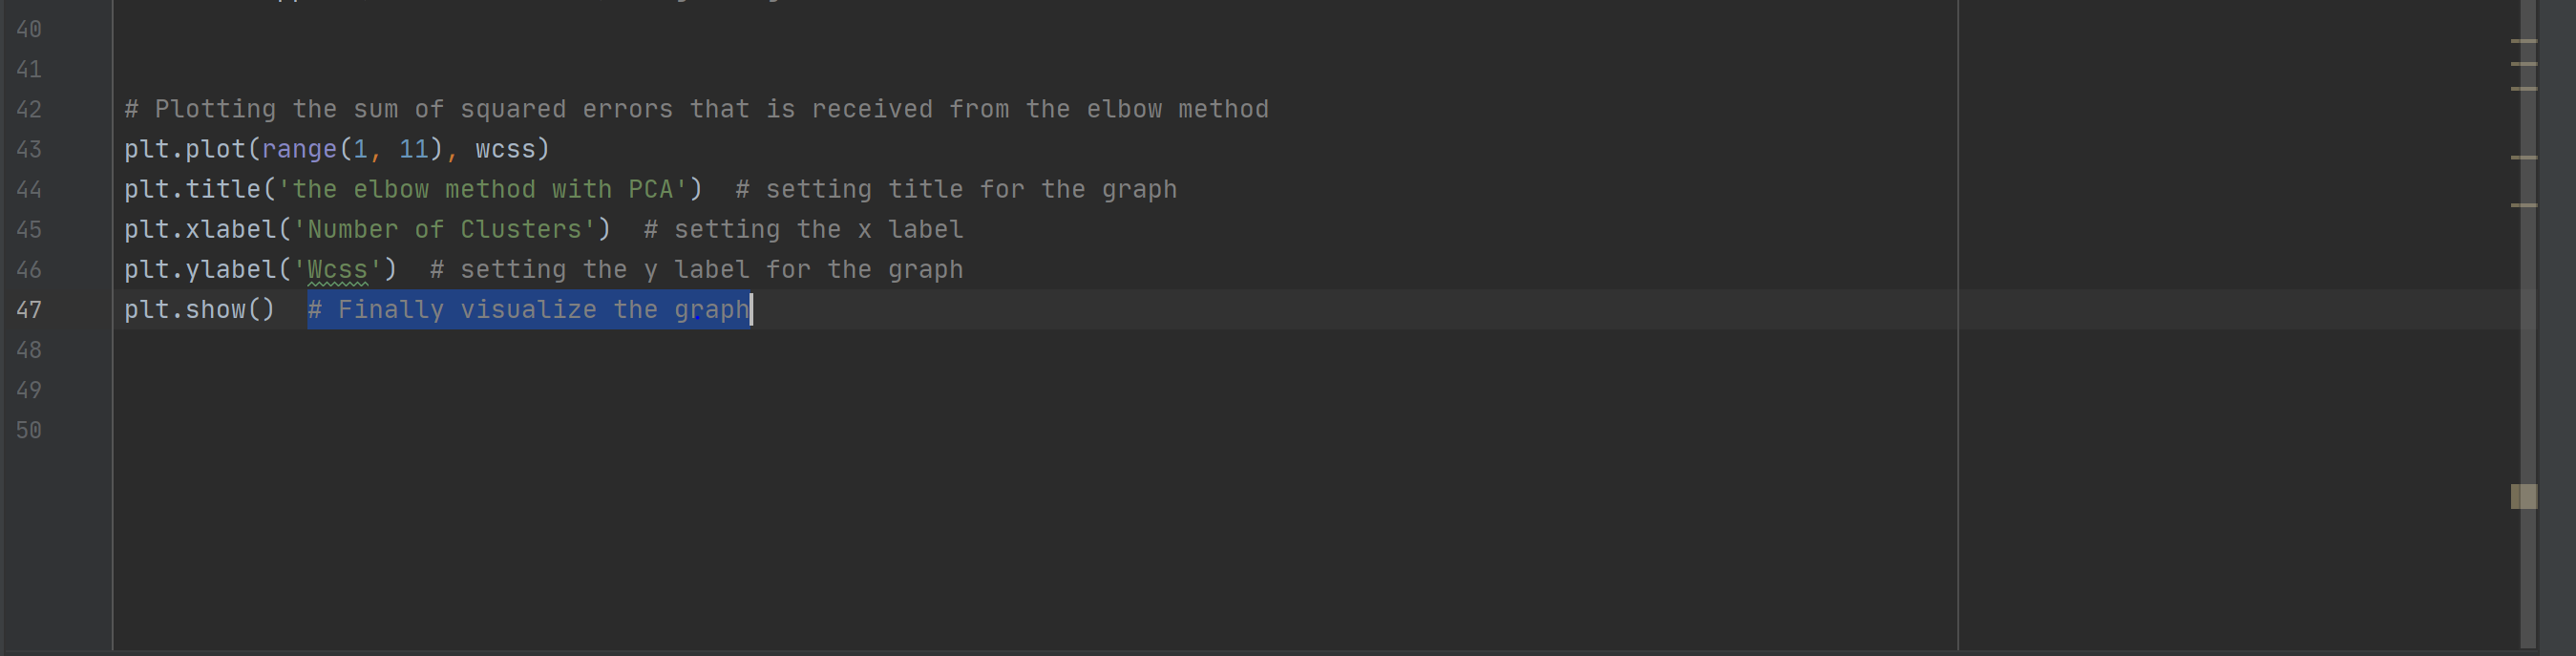 40
41
42 # Plotting the sum of squared errors that is received from the elbow method
43 plt.plot(range(1, 11), wcss)
44 plt.title('the elbow method with PCA')  # setting title for the graph
45 plt.xlabel('Number of Clusters')  # setting the x label
46 plt.ylabel('Wcss')  # setting the y label for the graph
47 plt.show()  # Finally visualize the graph
48
49
50